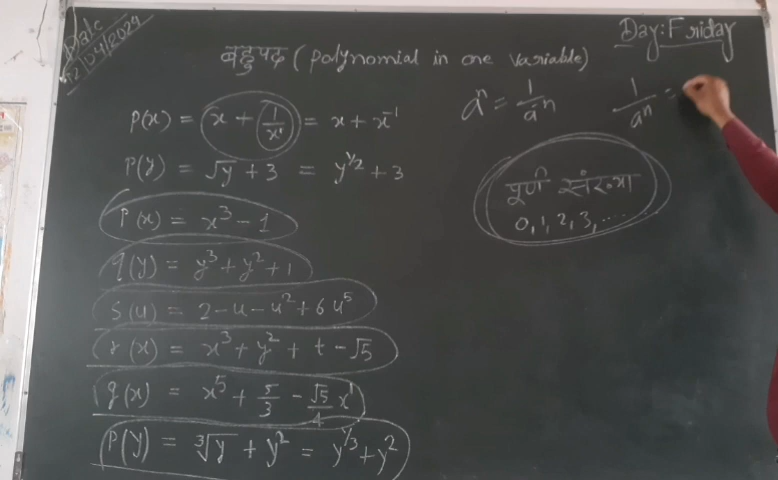 Date
12/04/2024
Day: Friday
बहुपद (Polynomial in one variable)
P(x) = x + 1/x¹ = x + x⁻¹
aⁿ = 1/a⁻ⁿ
1/aⁿ =
P(y) = √y + 3 = y^1/2 + 3
पूर्ण संख्या
0, 1, 2, 3, ....
P(x) = x³ - 1
q(y) = y³ + y² + 1
S(u) = 2 - u - u² + 6u⁵
r(x) = x³ + y² + t - √5
g(x) = x⁵ + 5/3 - √5/4 x¹
P(y) = ∛y + y² = y^1/3 + y²